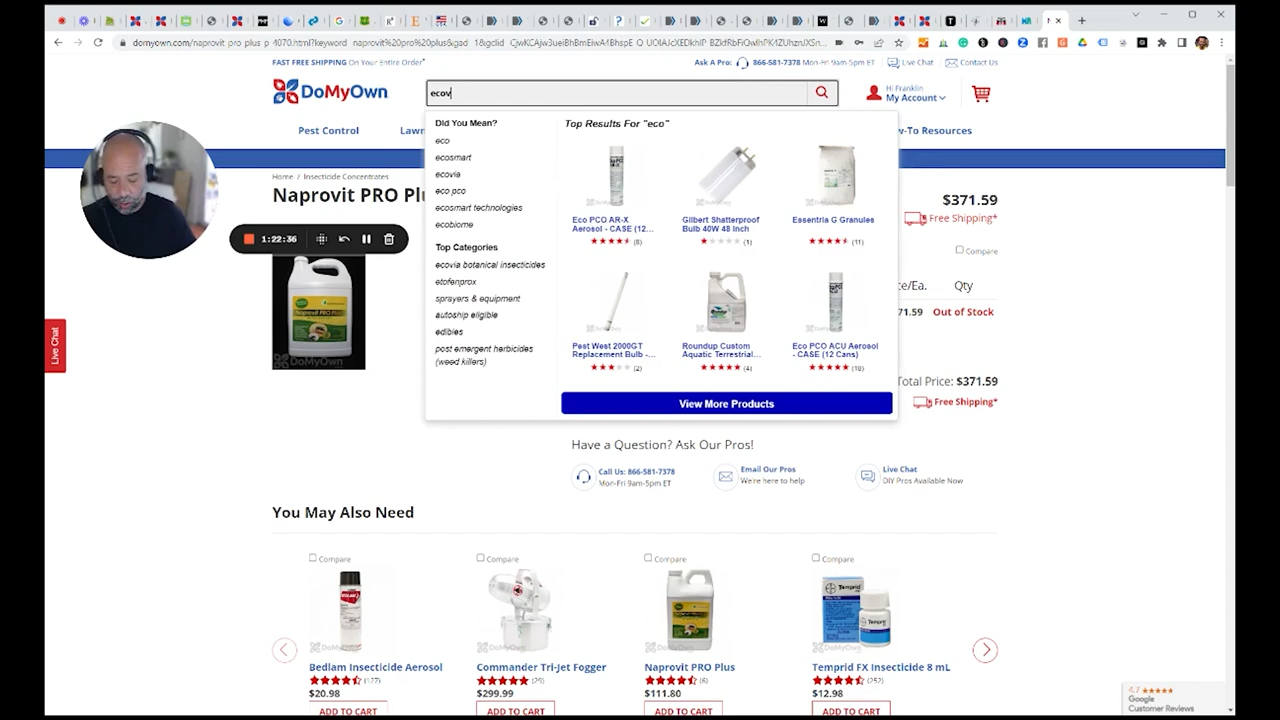 FAST FREE SHIPPING On Your Entire Order*
Ask A Pro: 866-581-7378 Mon-Fri 9am-5pm ET Live Chat Contact Us
DoMyOwn
ecov
Hi Franklin
My Account
Pest Control
Lawn
w-To Resources
Home Insecticide Concentrates
Naprovit PRO Plu
1:22:36
Did You Mean?
eco
ecosmart
ecovia
eco pco
ecosmart technologies
ecobiome
Top Categories
ecovia botanical insecticides
etofenprox
sprayers & equipment
autoship eligible
edibles
post emergent herbicides
(weed killers)
Top Results For "eco"
Eco PCO AR-X
Aerosol - CASE (12...
(8)
Gilbert Shatterproof
Bulb 40W 48 Inch
(1)
Essentria G Granules
(11)
Pest West 2000GT
Replacement Bulb -...
(2)
Roundup Custom
Aquatic Terrestrial...
(4)
Eco PCO ACU Aerosol
- CASE (12 Cans)
(10)
View More Products
$371.59
Free Shipping*
Compare
ce/Ea. Qty
71.59 Out of Stock
Total Price: $371.59
Free Shipping*
Live Chat
DoMyOwn
Have a Question? Ask Our Pros!
Call Us: 866-581-7378
Mon-Fri 9am-5pm ET
Email Our Pros
We're here to help
Live Chat
DIY Pros Available Now
You May Also Need
Compare
Compare
Compare
Compare
Bedlam Insecticide Aerosol
(127)
$20.98
ADD TO CART
Commander Tri-Jet Fogger
(29)
$299.99
ADD TO CART
Naprovit PRO Plus
(6)
$111.80
ADD TO CART
Temprid FX Insecticide 8 mL
(252)
$12.98
ADD TO CART
4.7
Google
Customer Reviews